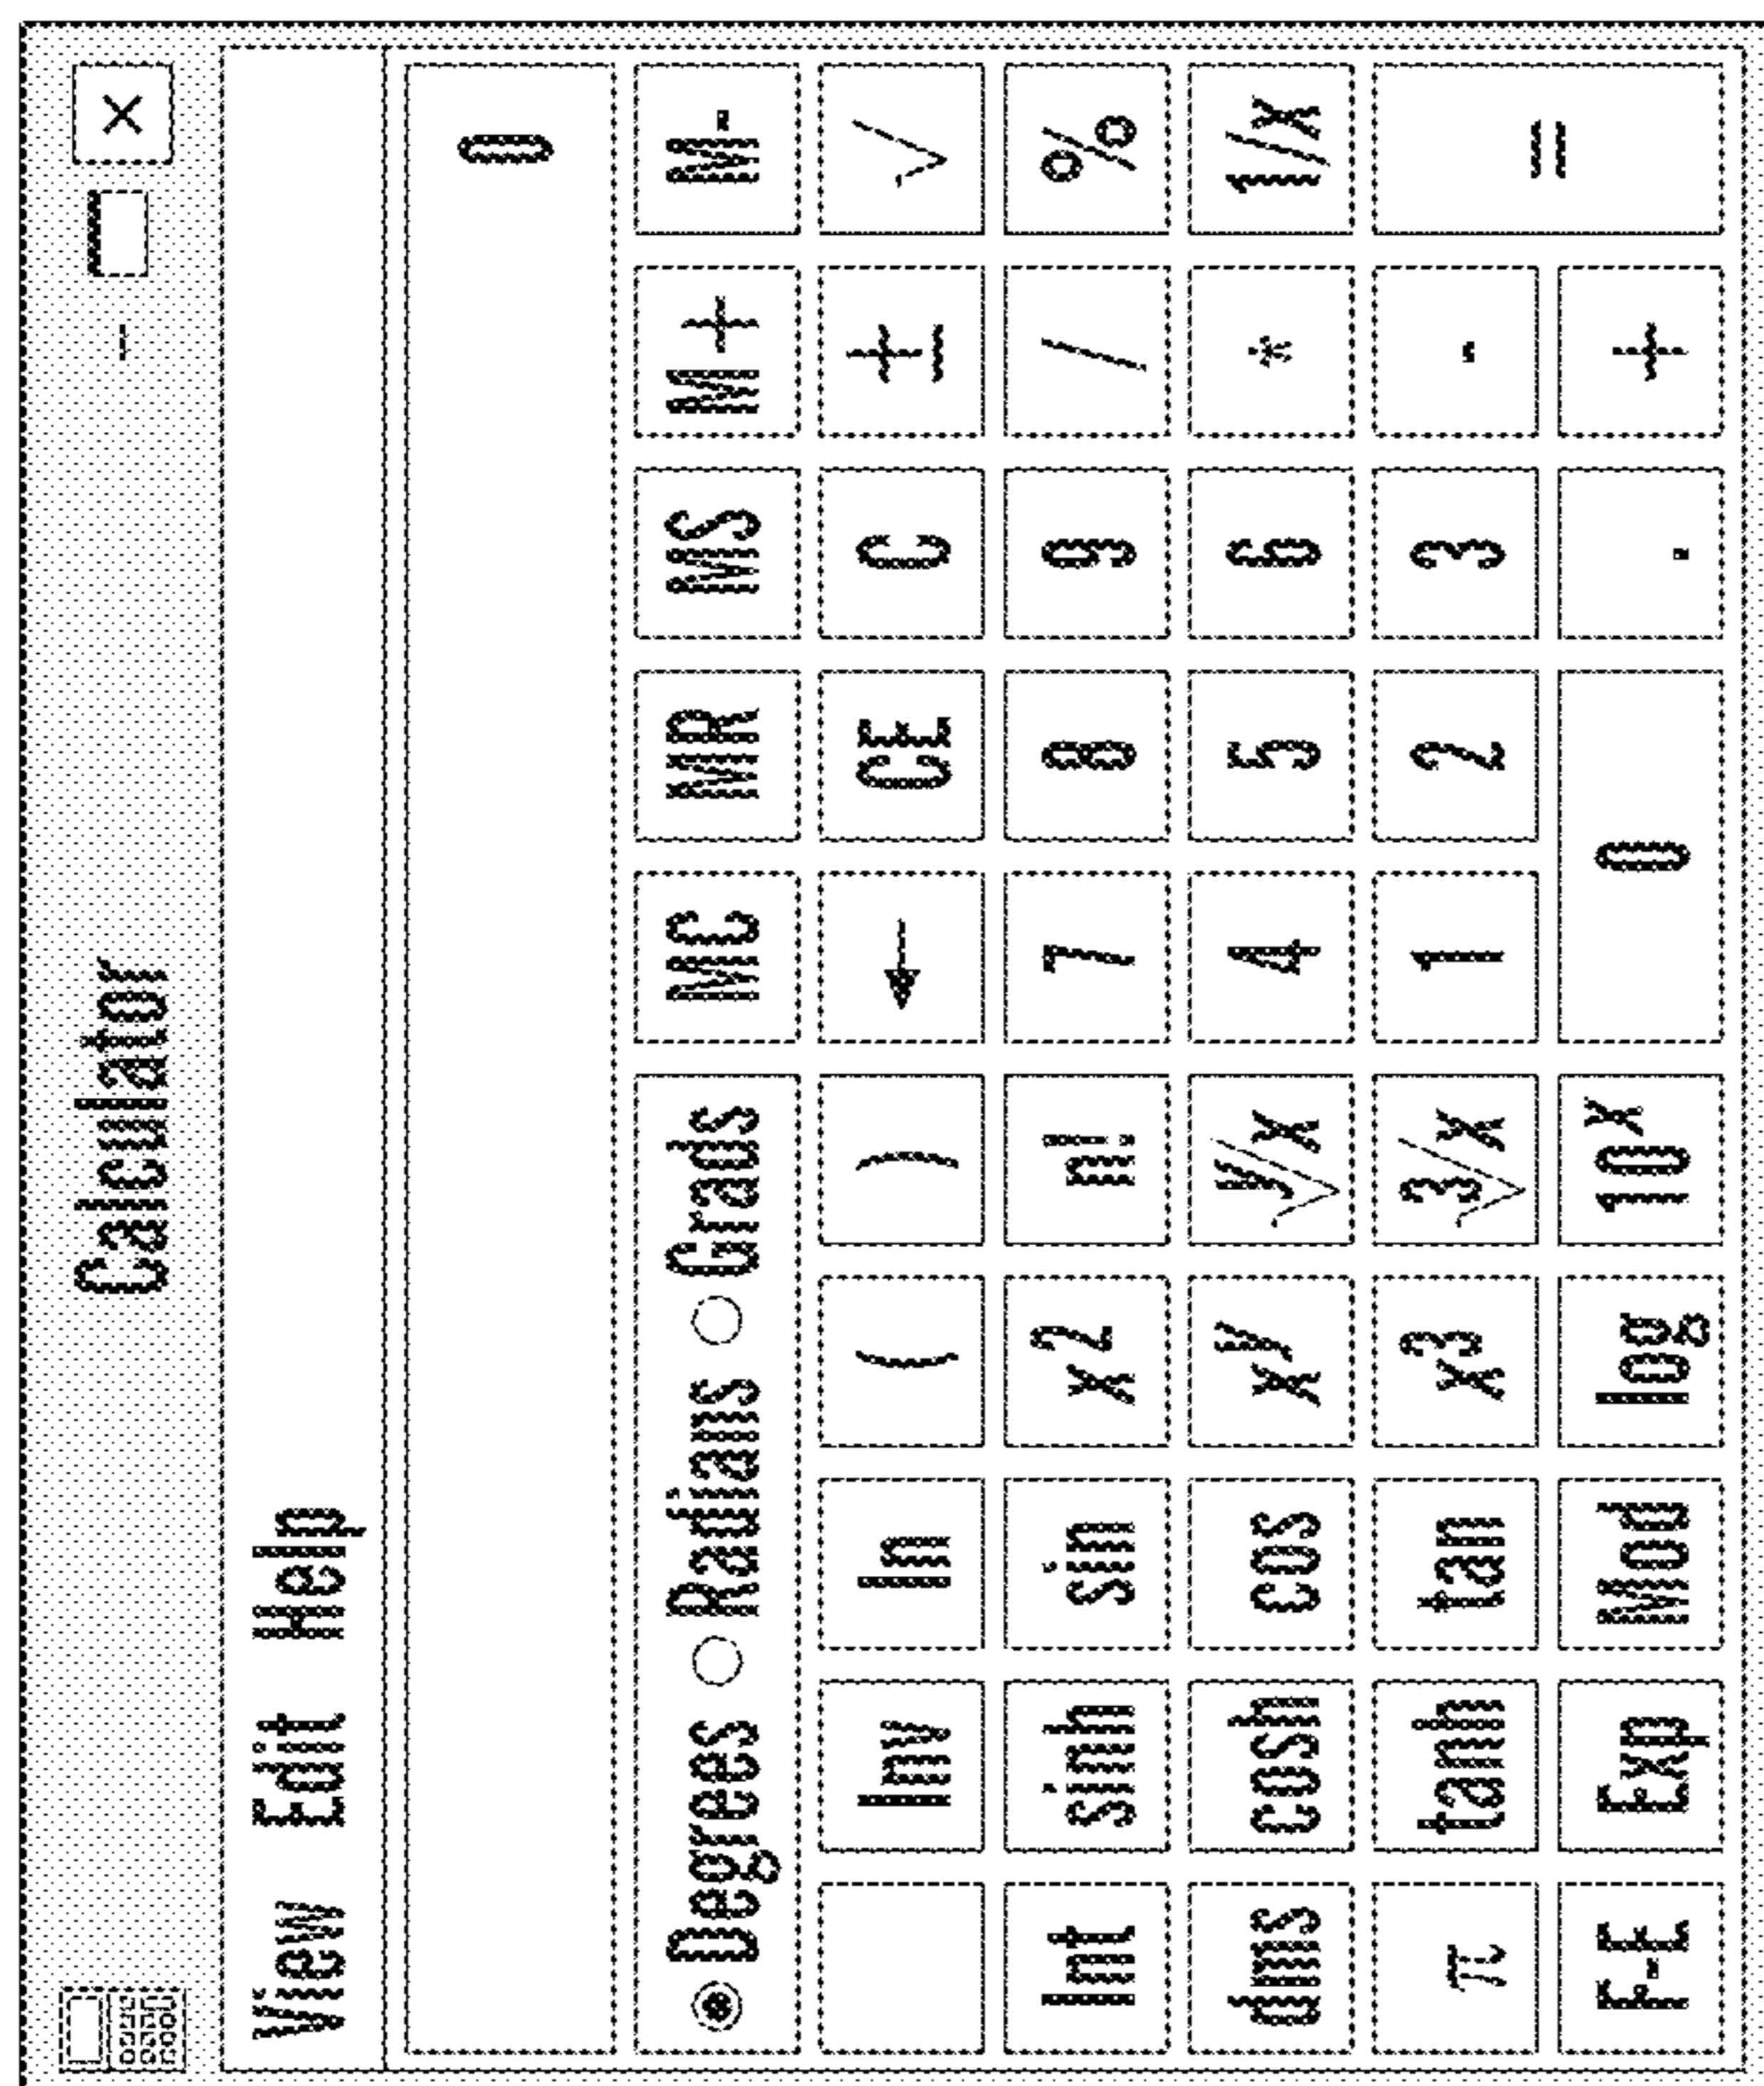 Calculator - X
View Edit Help
0
Degrees Radians Grads MC MR MS M+ M-
Inv ln ( ) ← CE C ± √
Int sinh sin x² n! 7 8 9 / %
dms cosh cos xʸ ʸ√x 4 5 6 * 1/x
π tanh tan x³ ³√x 1 2 3 - =
F-E Exp Mod log 10ˣ 0 . +